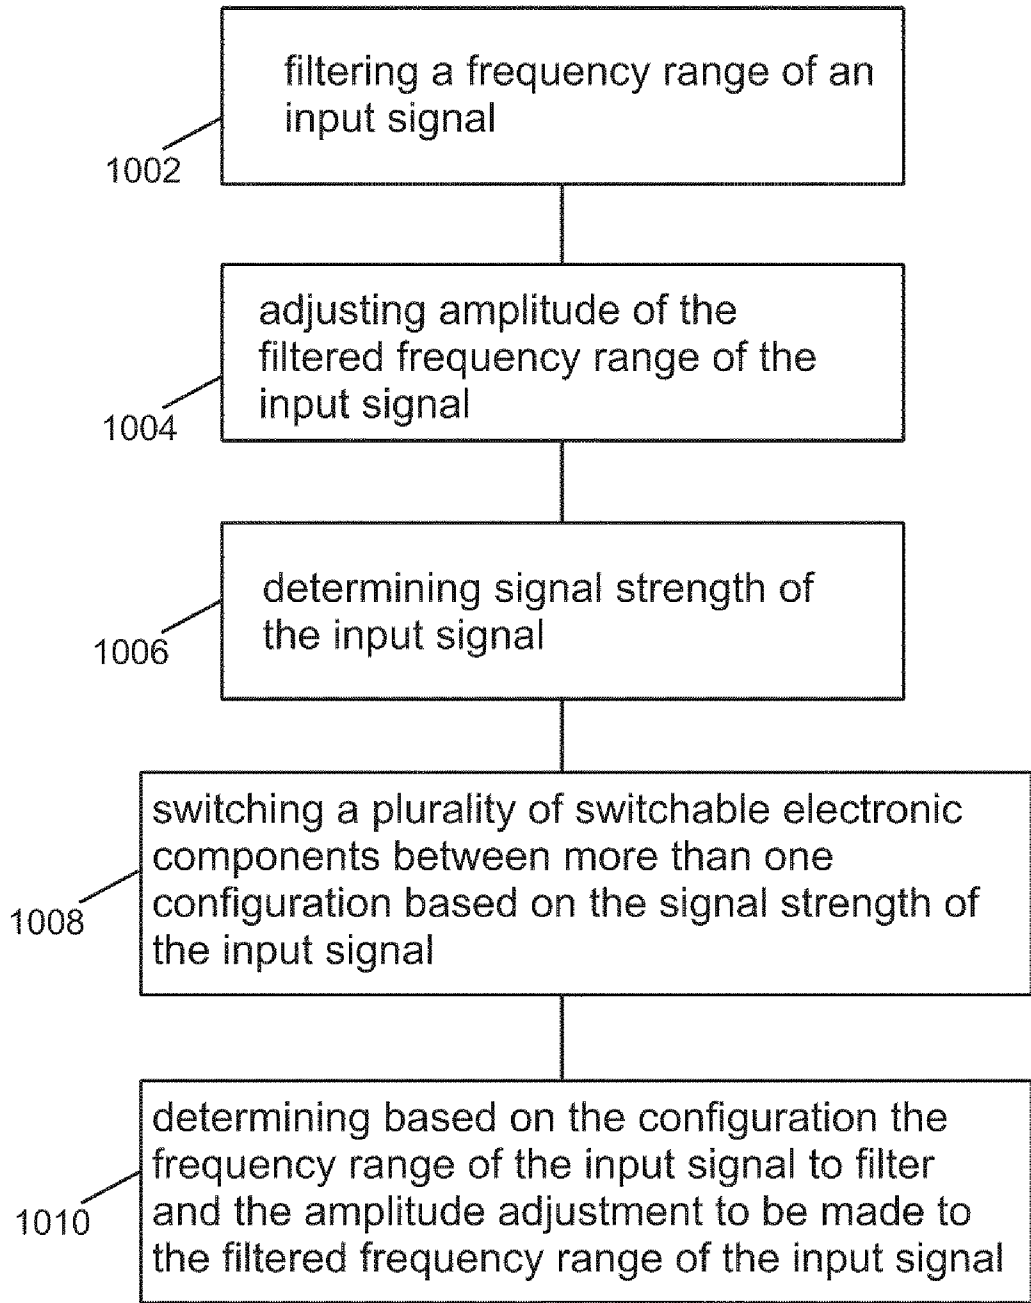 filtering a frequency range of an
input signal
1002
adjusting amplitude of the
filtered frequency range of the
input signal
1004
determining signal strength of
the input signal
1006
switching a plurality of switchable electronic
components between more than one
configuration based on the signal strength of
the input signal
1008
determining based on the configuration the
frequency range of the input signal to filter
and the amplitude adjustment to be made to
the filtered frequency range of the input signal
1010